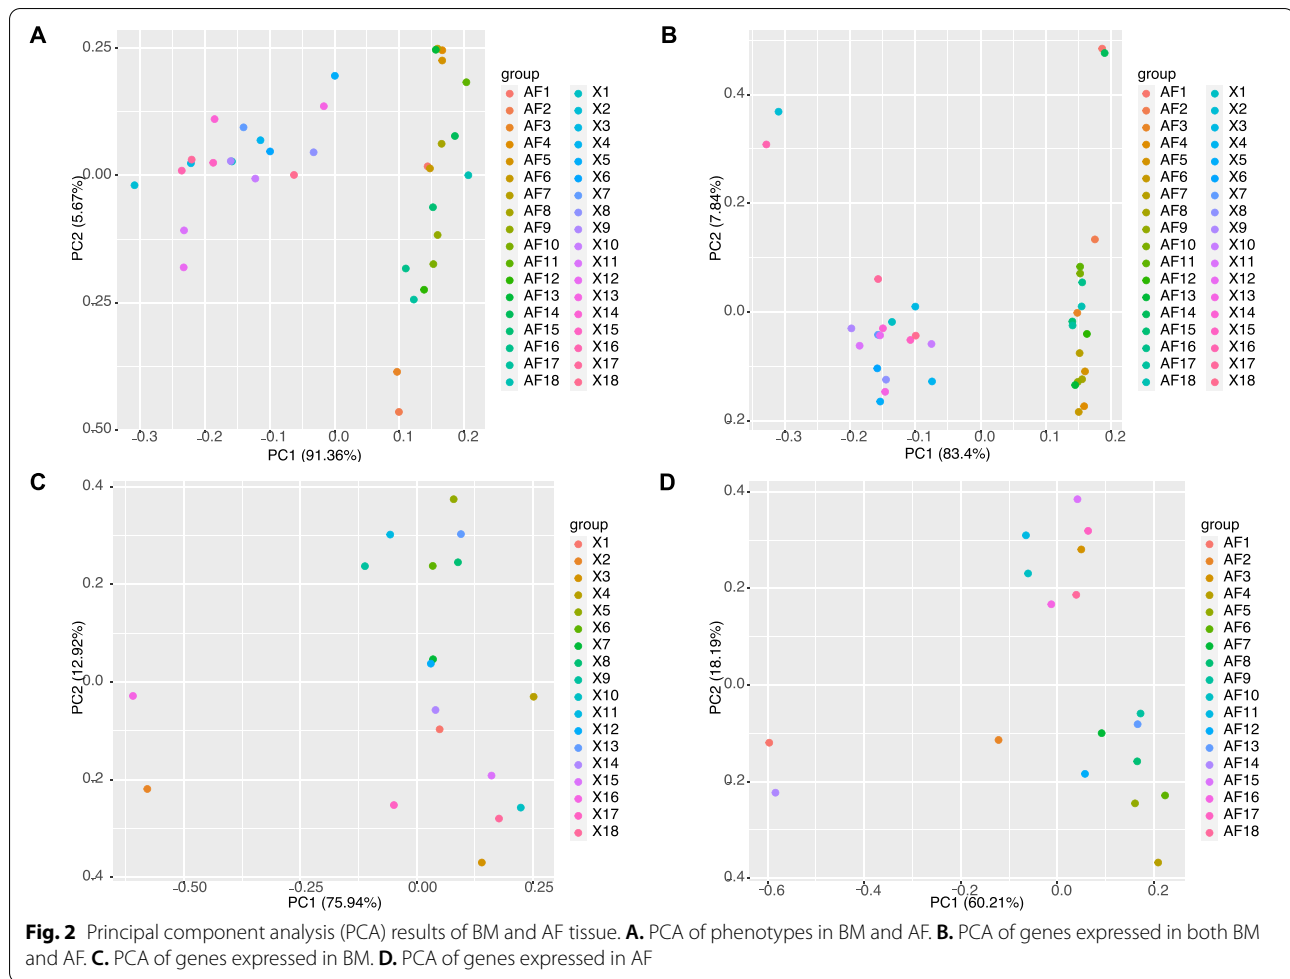 A
PC2 (5.67%)
0.25
0.00
0.25
0.50
−0.3
−0.2
−0.1
0.0
0.1
0.2
PC1 (91.36%)
group
AF1 X1
AF2 X2
AF3 X3
AF4 X4
AF5 X5
AF6 X6
AF7 X7
AF8 X8
AF9 X9
AF10 X10
AF11 X11
AF12 X12
AF13 X13
AF14 X14
AF15 X15
AF16 X16
AF17 X17
AF18 X18
B
PC2 (7.84%)
0.4
0.2
0.0
0.2
−0.3
−0.2
−0.1
0.0
0.1
0.2
PC1 (83.4%)
group
AF1 X1
AF2 X2
AF3 X3
AF4 X4
AF5 X5
AF6 X6
AF7 X7
AF8 X8
AF9 X9
AF10 X10
AF11 X11
AF12 X12
AF13 X13
AF14 X14
AF15 X15
AF16 X16
AF17 X17
AF18 X18
C
PC2 (12.92%)
0.4
0.2
0.0
0.2
0.4
−0.50
−0.25
0.00
0.25
PC1 (75.94%)
group
X1
X2
X3
X4
X5
X6
X7
X8
X9
X10
X11
X12
X13
X14
X15
X16
X17
X18
D
PC2 (18.19%)
0.4
0.2
0.0
0.2
0.4
−0.6
−0.4
−0.2
0.0
0.2
PC1 (60.21%)
group
AF1
AF2
AF3
AF4
AF5
AF6
AF7
AF8
AF9
AF10
AF11
AF12
AF13
AF14
AF15
AF16
AF17
AF18
Fig. 2 Principal component analysis (PCA) results of BM and AF tissue. A. PCA of phenotypes in BM and AF. B. PCA of genes expressed in both BM
and AF. C. PCA of genes expressed in BM. D. PCA of genes expressed in AF